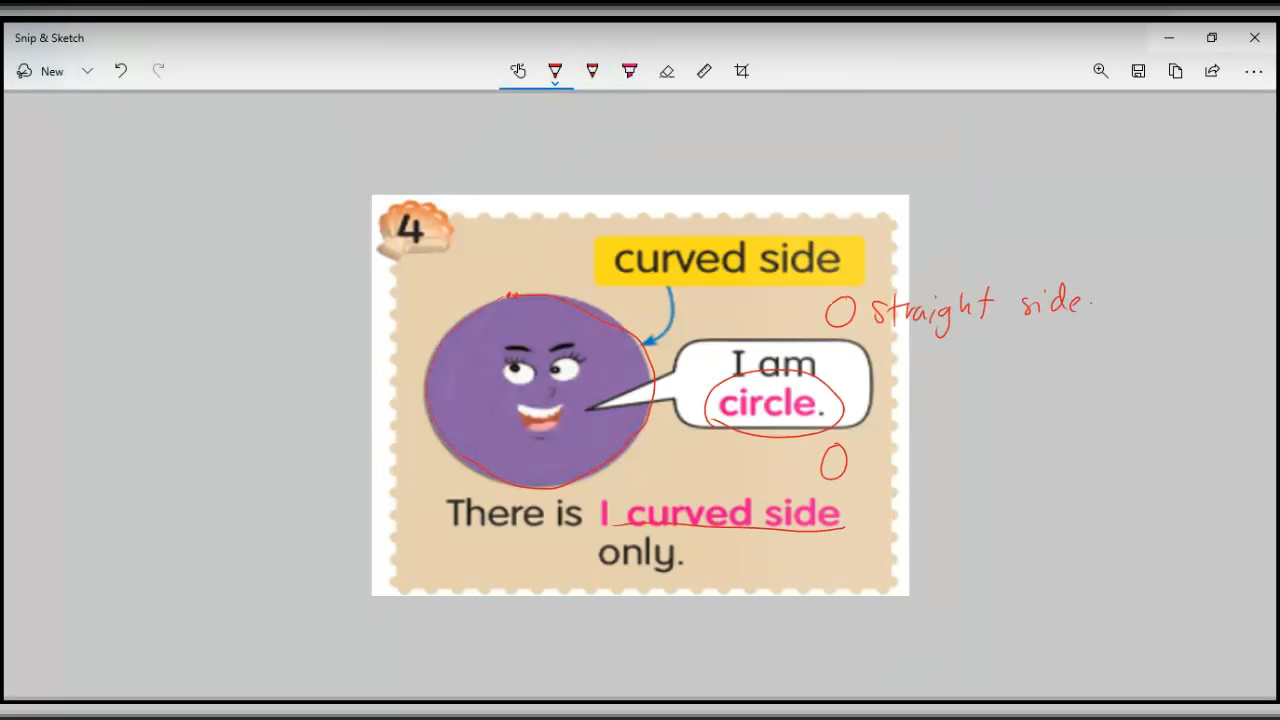 Snip & Sketch
New
4
curved side
0 straight side.
I am
circle.
0
There is 1 curved side
only.